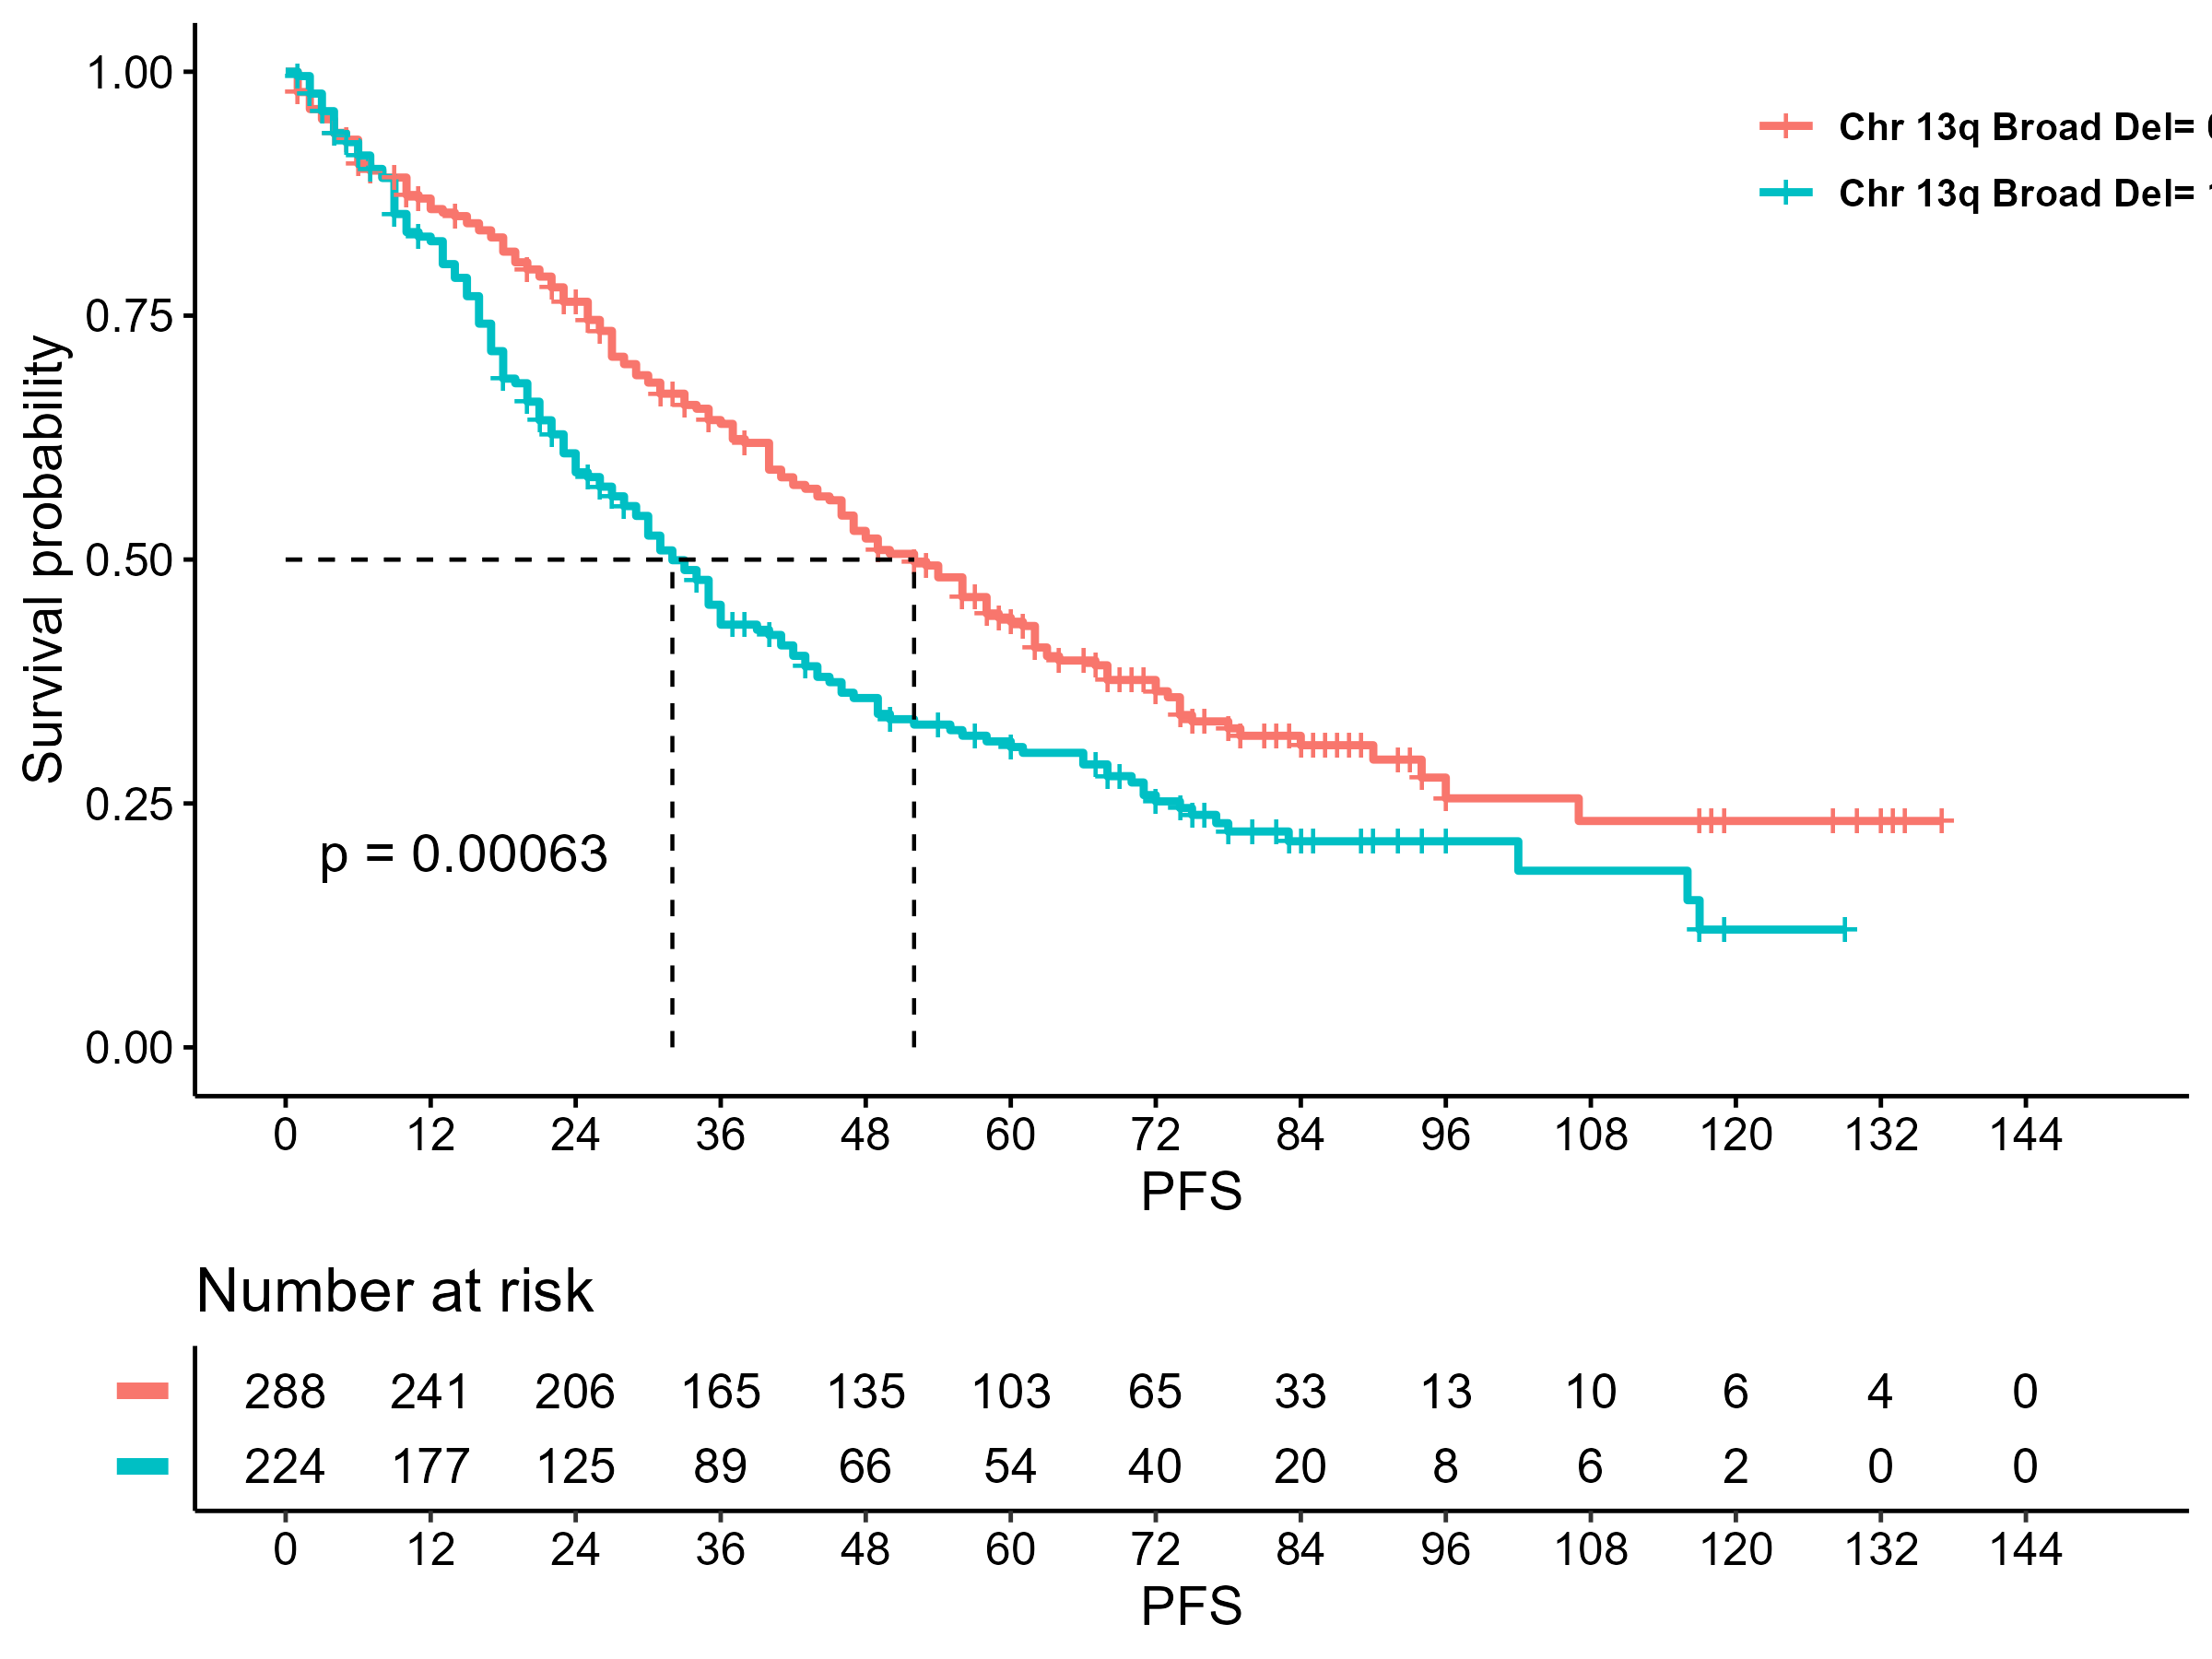 1.00
Chr 13q Broad Del=
Chr 13q Broad Del=
0.75
Survival probability
0.50
0.25
p = 0.00063
0.00
0 12 24 36 48 60 72 84 96 108 120 132 144
PFS
Number at risk
288 241 206 165 135 103 65 33 13 10 6 4 0
224 177 125 89 66 54 40 20 8 6 2 0 0
0 12 24 36 48 60 72 84 96 108 120 132 144
PFS